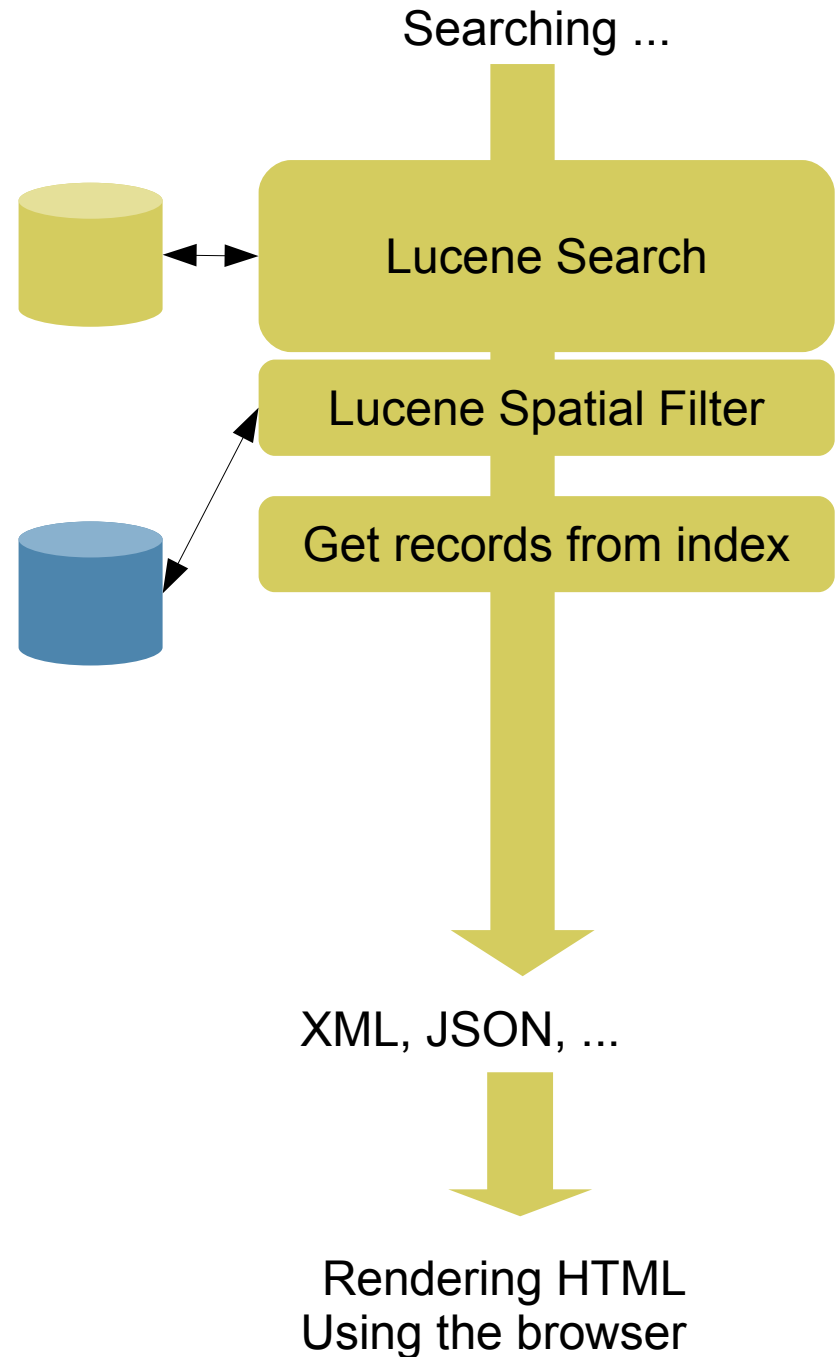 Searching ...
Lucene Search
Lucene Spatial Filter
Get records from index
XML, JSON, ...
Rendering HTML
Using the browser